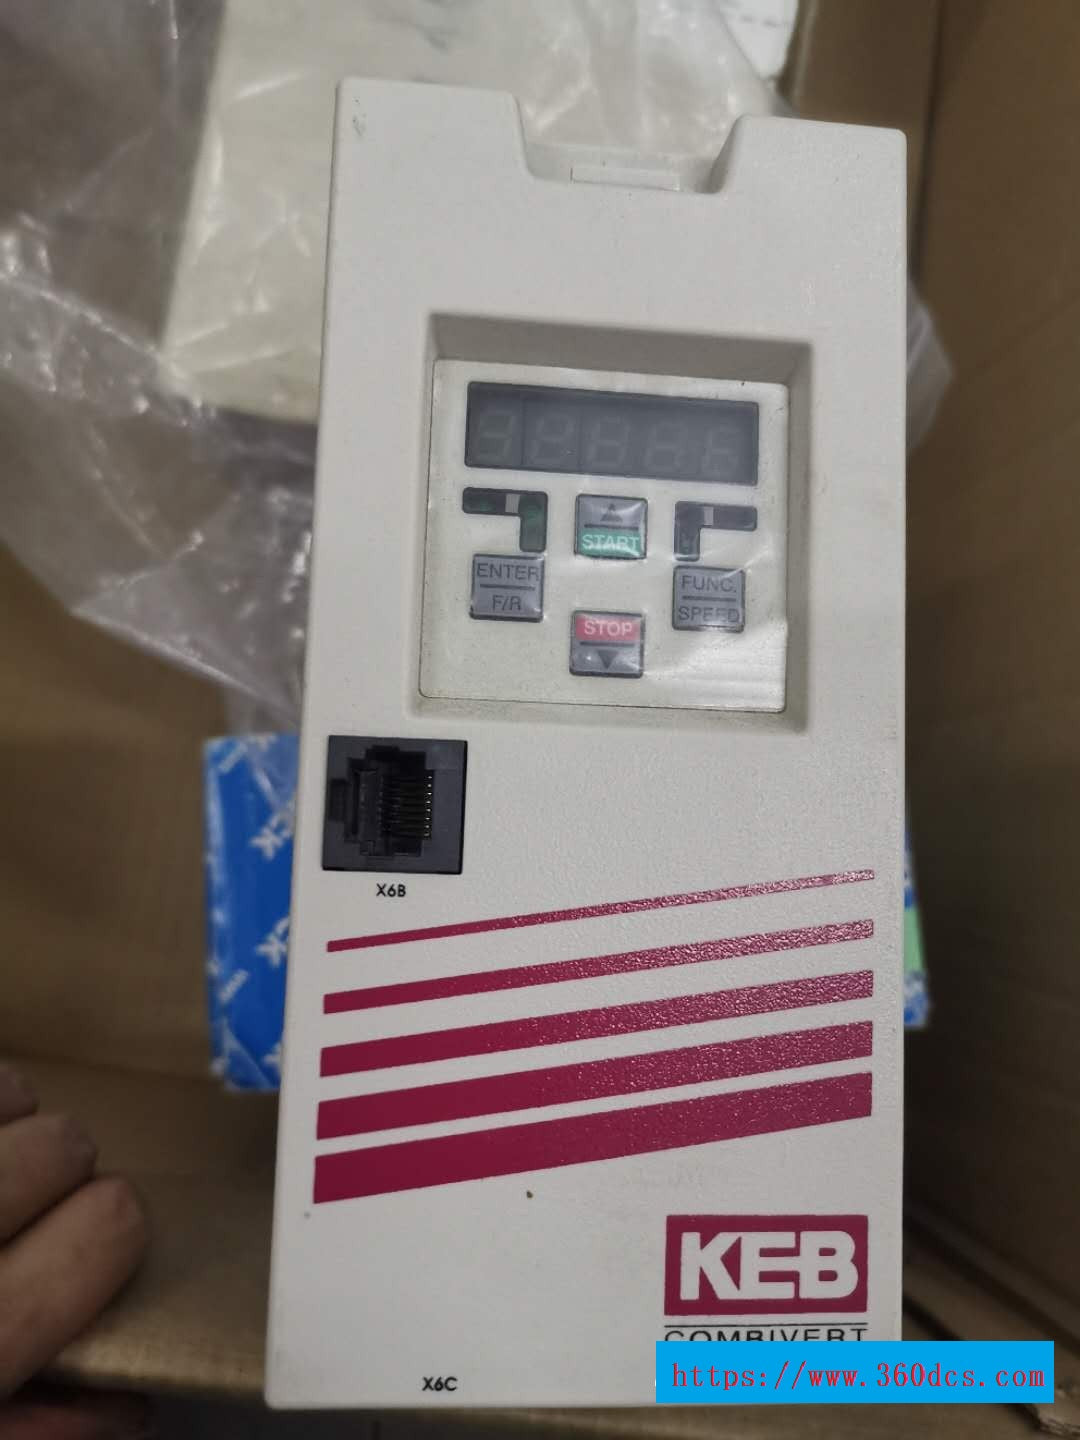 ▲
START
ENTER
F/R
FUNC.
SPEED
STOP
▼
X6B
KEB
COMBIVERT
X6C
https://www.360dcs.com